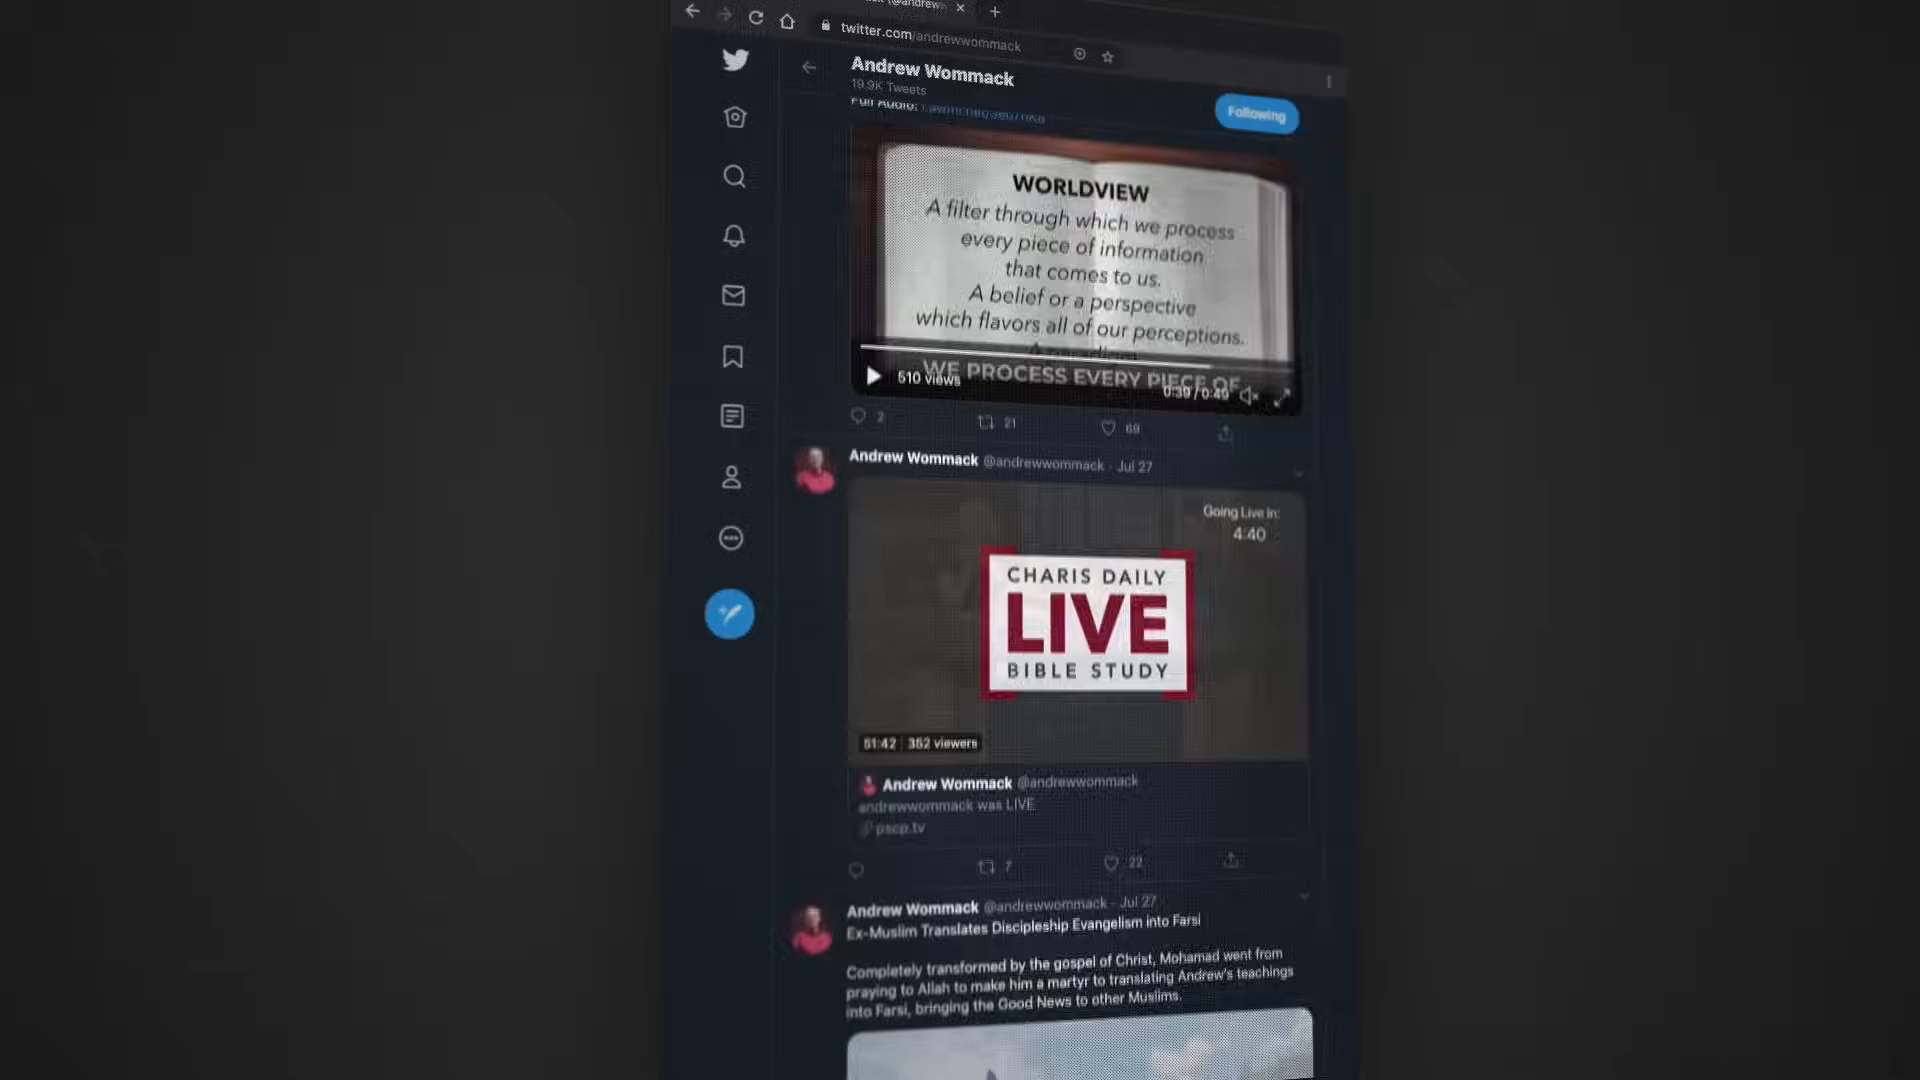 twitter.com/andrewwommack
Andrew Wommack
19.9K Tweets
Following
Full Audio:
WORLDVIEW
A filter through which we process
every piece of information
that comes to us.
A belief or a perspective
which flavors all of our perceptions.
A paradigm
WE PROCESS EVERY PIECE OF
510 views
0:39 / 0:49
2
21
69
Andrew Wommack @andrewwommack · Jul 27
Going Live In:
4:40
CHARIS DAILY
LIVE
BIBLE STUDY
51:42 352 viewers
Andrew Wommack @andrewwommack
andrewwommack was LIVE
pscp.tv
7
22
Andrew Wommack @andrewwommack · Jul 27
Ex-Muslim Translates Discipleship Evangelism into Farsi
Completely transformed by the gospel of Christ, Mohamad went from
praying to Allah to make him a martyr to translating Andrew's teachings
into Farsi, bringing the Good News to other Muslims.